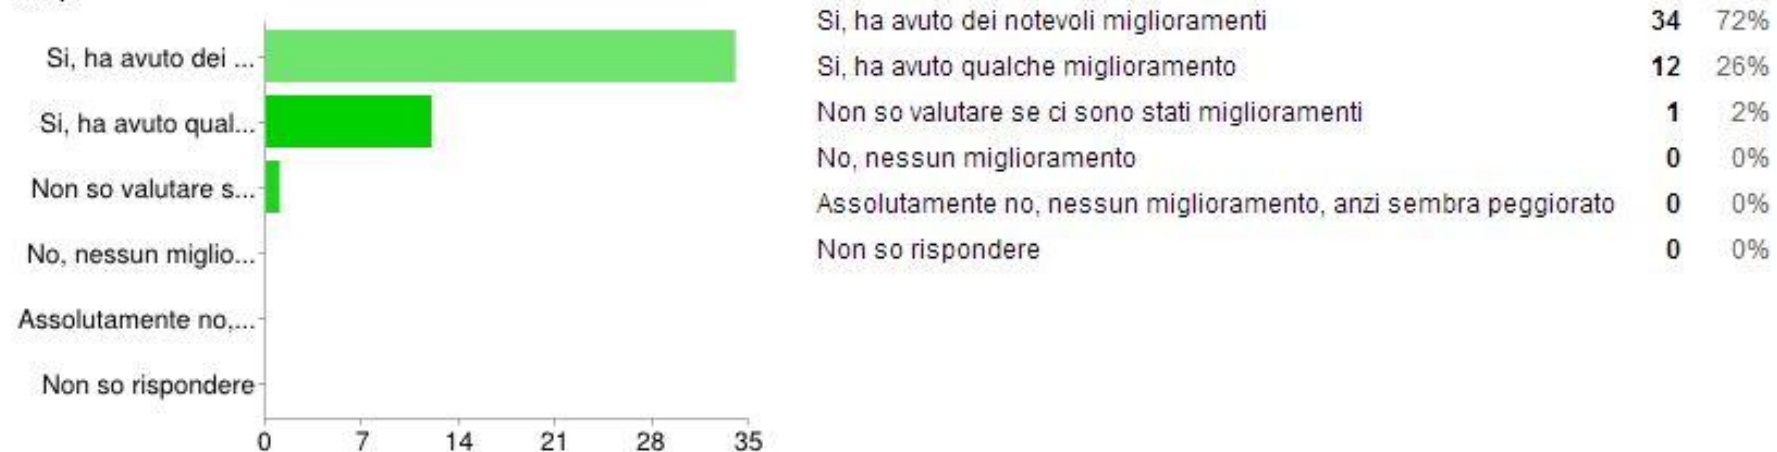 Si, ha avuto dei ...
Si, ha avuto qual...
Non so valutare s...
No, nessun miglio...
Assolutamente no,...
Non so rispondere
0 7 14 21 28 35
Si, ha avuto dei notevoli miglioramenti 34 72%
Si, ha avuto qualche miglioramento 12 26%
Non so valutare se ci sono stati miglioramenti 1 2%
No, nessun miglioramento 0 0%
Assolutamente no, nessun miglioramento, anzi sembra peggiorato 0 0%
Non so rispondere 0 0%